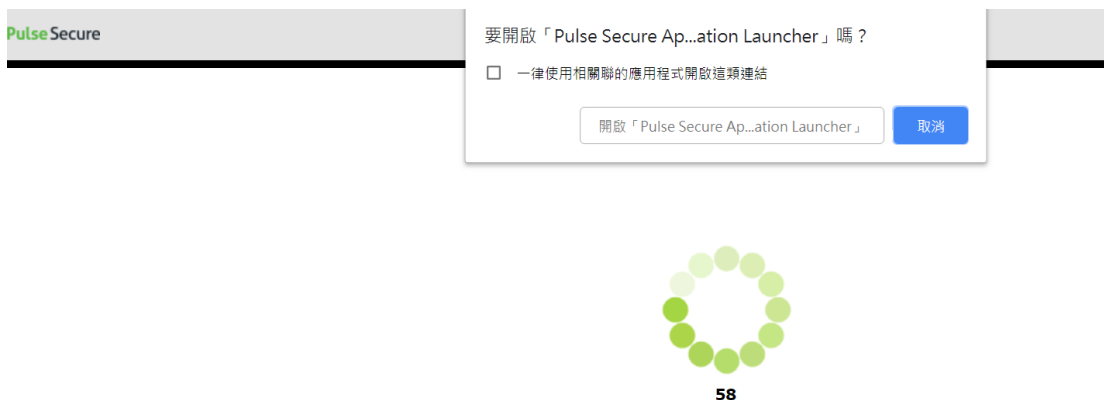 Pulse Secure
要開啟「Pulse Secure Ap...ation Launcher」嗎？
一律使用相關聯的應用程式開啟這類連結
開啟「Pulse Secure Ap...ation Launcher」
取消
58